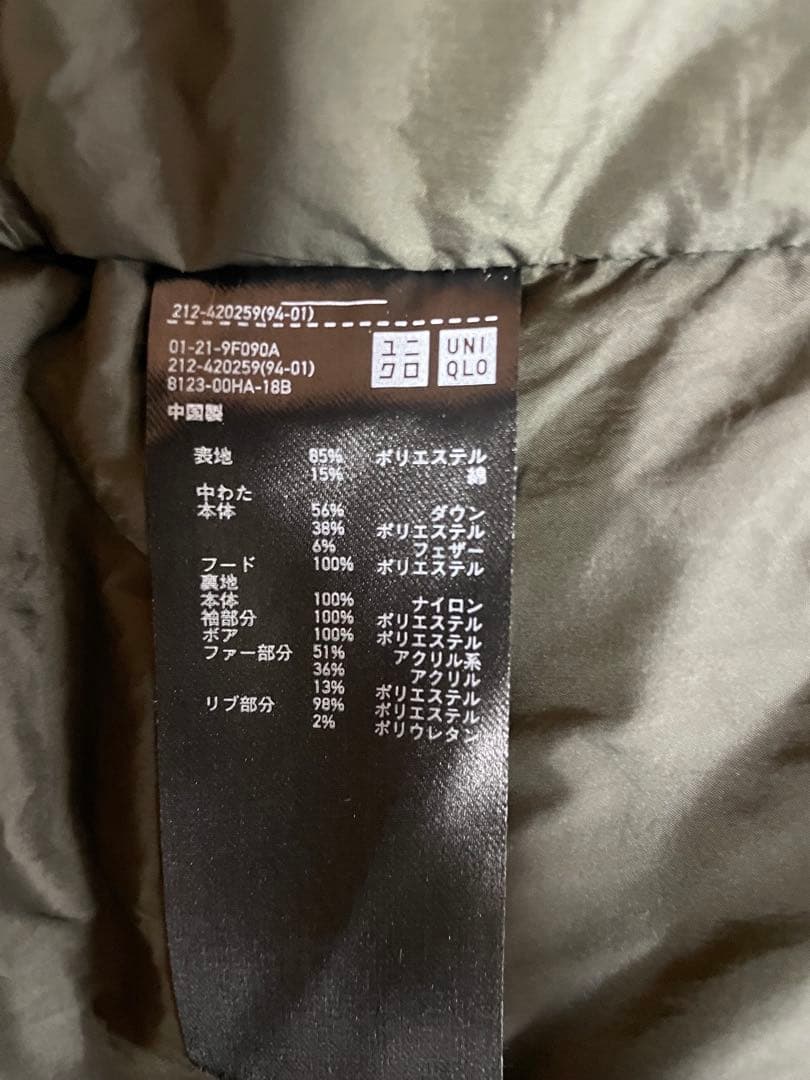 212-420259(94-01)
01-21-9F090A
212-420259(94-01)
8123-00HA-18B
ユニクロ
UNIQLO
中国製
表地 85% ポリエステル
15% 綿
中わた
本体 56% ダウン
38% ポリエステル
6% フェザー
フード 100% ポリエステル
裏地
本体 100% ナイロン
袖部分 100% ポリエステル
ボア 100% ポリエステル
ファー部分 51% アクリル系
36% アクリル
13% ポリエステル
リブ部分 98% ポリエステル
2% ポリウレタン